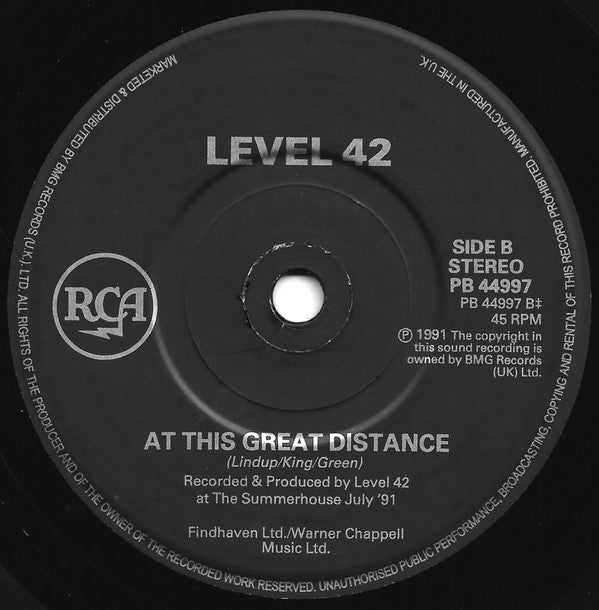 LEVEL 42
RCA
SIDE B
STEREO
PB 44997
PB 44997 B‡
45 RPM
℗ 1991 The copyright in
this sound recording is
owned by BMG Records
(UK) Ltd.
AT THIS GREAT DISTANCE
(Lindup/King/Green)
Recorded & Produced by Level 42
at The Summerhouse July '91
Findhaven Ltd./Warner Chappell
Music Ltd.
MARKETED & DISTRIBUTED BY BMG RECORDS (U.K.) LTD. ALL RIGHTS OF THE PRODUCER AND OF THE OWNER OF THE RECORDED WORK RESERVED. UNAUTHORISED PUBLIC PERFORMANCE, BROADCASTING, COPYING AND RENTAL OF THIS RECORD PROHIBITED. MANUFACTURED IN THE U.K.